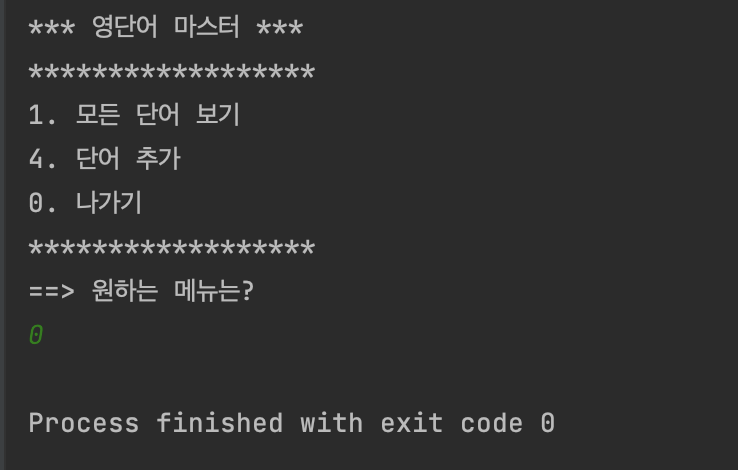 *** 영단어 마스터 ***
******************
1. 모든 단어 보기
4. 단어 추가
0. 나가기
******************
==> 원하는 메뉴는?
0
Process finished with exit code 0